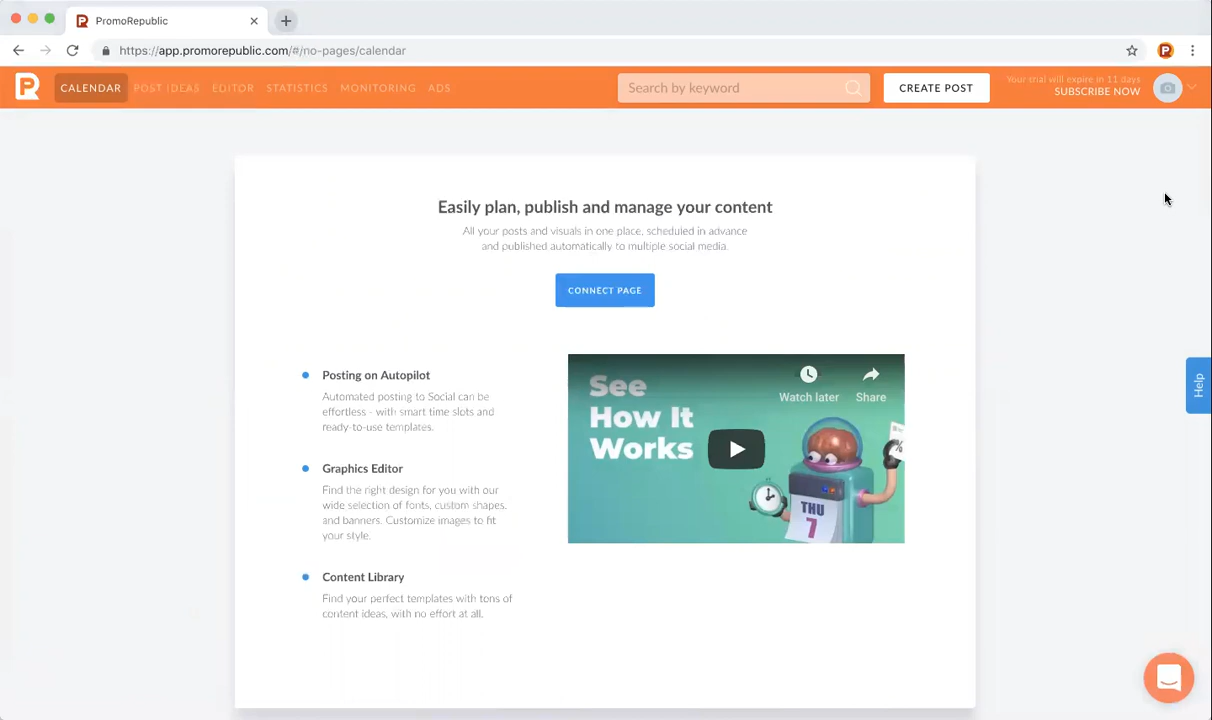 PromoRepublic
https://app.promorepublic.com/#/no-pages/calendar
CALENDAR POST IDEAS EDITOR STATISTICS MONITORING ADS
Search by keyword
CREATE POST
Your trial will expire in 11 days
SUBSCRIBE NOW
Easily plan, publish and manage your content
All your posts and visuals in one place, scheduled in advance
and published automatically to multiple social media.
CONNECT PAGE
Posting on Autopilot
Automated posting to Social can be
effortless - with smart time slots and
ready-to-use templates.
Graphics Editor
Find the right design for you with our
wide selection of fonts, custom shapes,
and banners. Customize images to fit
your style.
Content Library
Find your perfect templates with tons of
content ideas, with no effort at all.
See
How It
Works
Watch later
Share
THU
7
Help